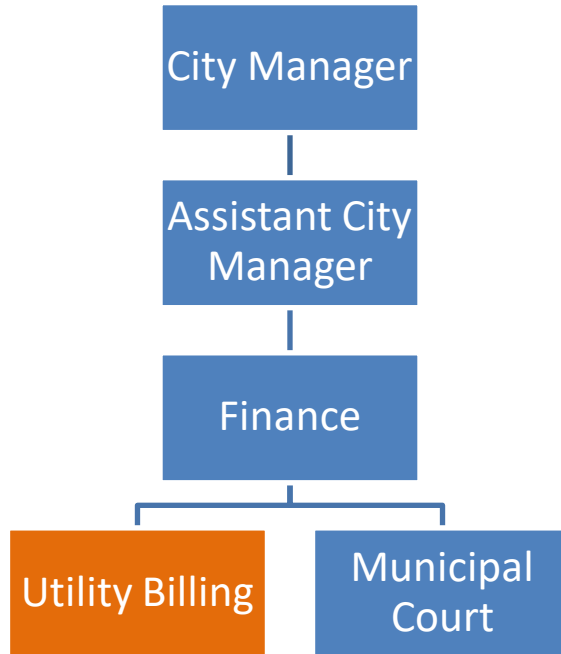 City Manager
Assistant City
Manager
Finance
Utility Billing
Municipal
Court